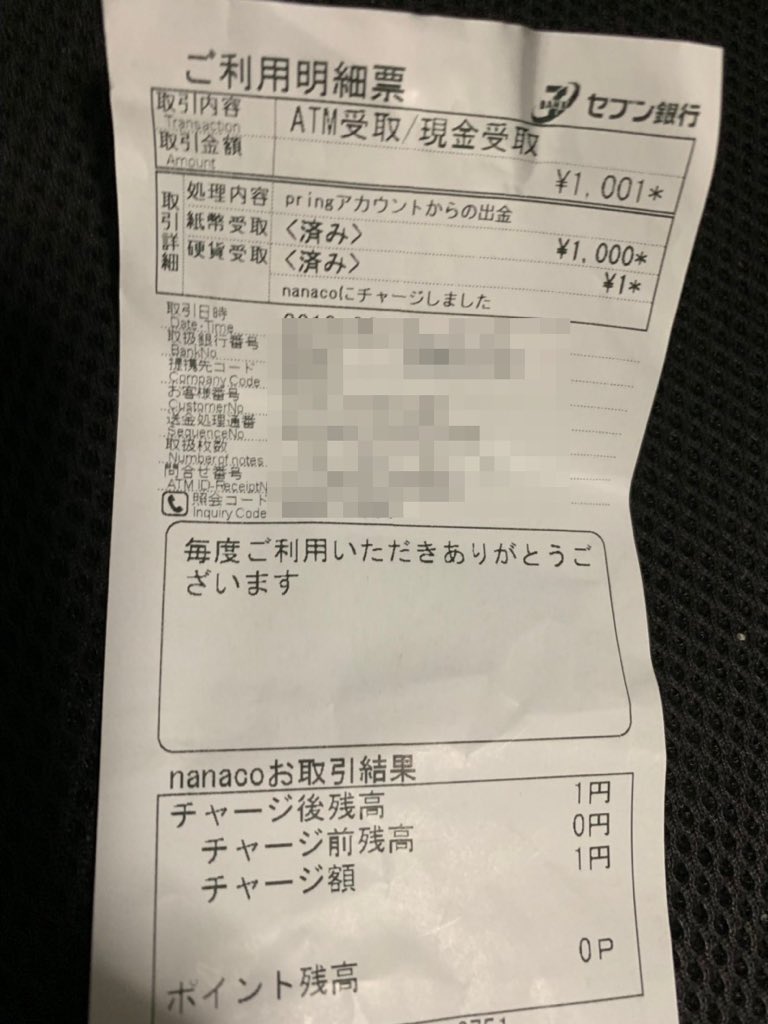 ご利用明細票
セブン銀行
取引内容 ATM受取/現金受取
Transaction
取引金額 ¥1,001*
Amount
取引詳細
処理内容 pringアカウントからの出金
紙幣受取 <済み> ¥1,000*
硬貨受取 <済み> ¥1*
nanacoにチャージしました
取引日時
Date・Time
取扱銀行番号
BankNo
提携先コード
Company Code
お客様番号
CustomerNo
送金処理通番
SequenceNo
取扱枚数
Number of notes
問合せ番号
ATM ID-ReceiptN
照会コード
Inquiry Code
毎度ご利用いただきありがとうご
ざいます
nanacoお取引結果
チャージ後残高 1円
チャージ前残高 0円
チャージ額 1円
ポイント残高 0P